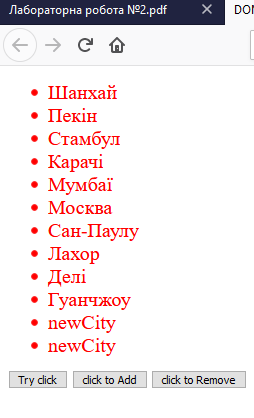 Лабораторна робота №2.pdf
DOM
Шанхай
Пекін
Стамбул
Карачі
Мумбаї
Москва
Сан-Паулу
Лахор
Делі
Гуанчжоу
newCity
newCity
Try click click to Add click to Remove